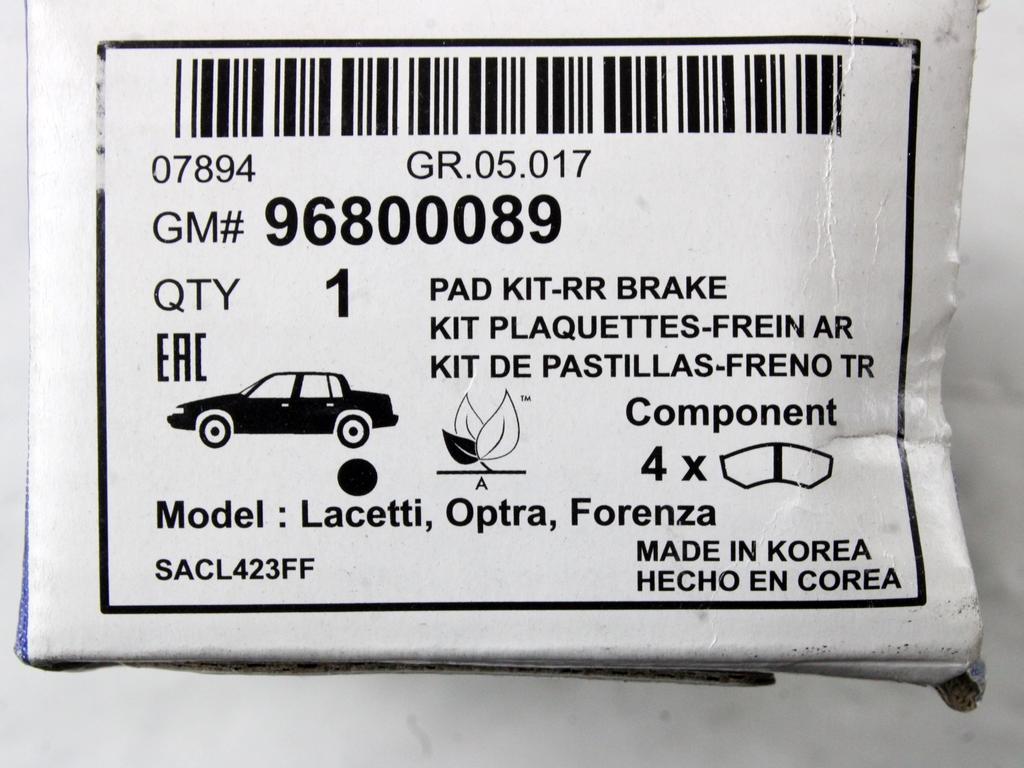 07894 GR.05.017
GM# 96800089
QTY 1
PAD KIT-RR BRAKE
KIT PLAQUETTES-FREIN AR
KIT DE PASTILLAS-FRENO TR
EAC
TM
A
Component
4 x
Model : Lacetti, Optra, Forenza
SACL423FF
MADE IN KOREA
HECHO EN COREA